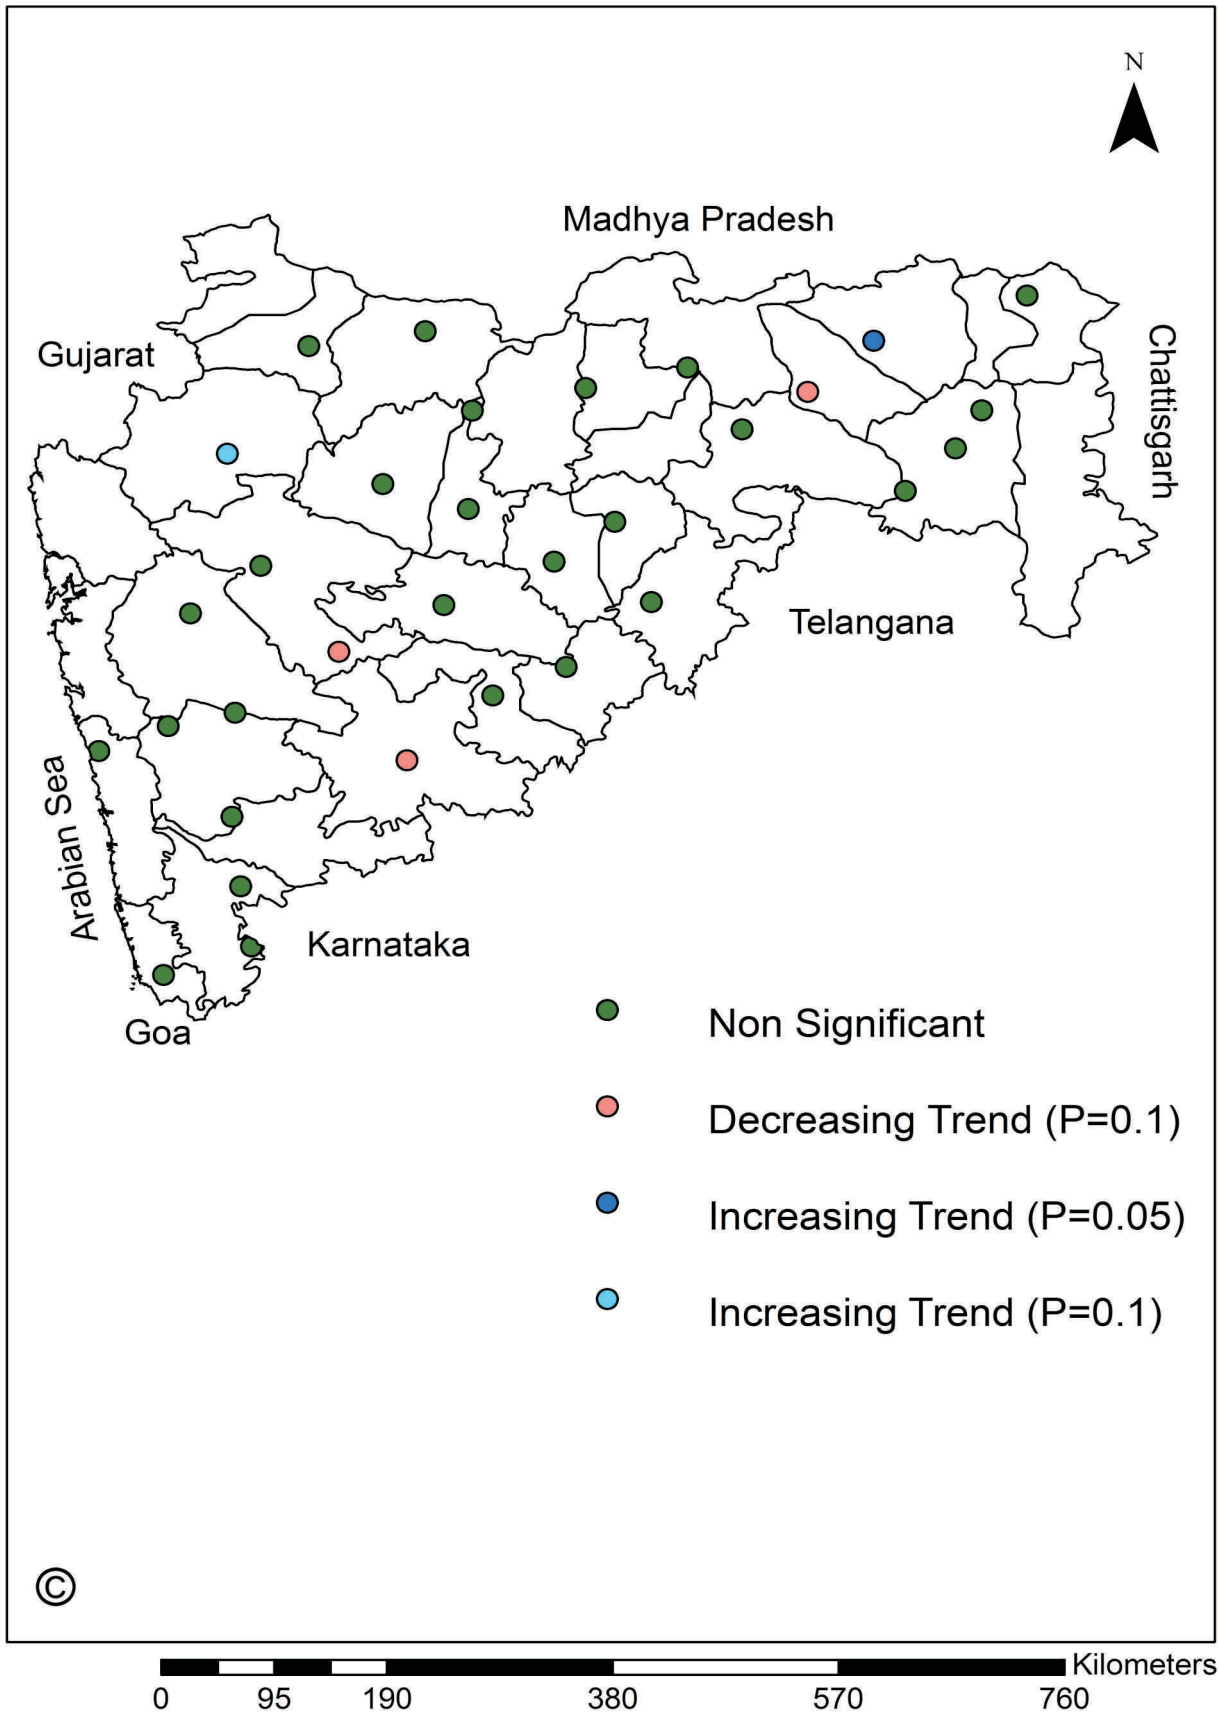 N
Madhya Pradesh
Gujarat
Chattisgarh
Telangana
Arabian Sea
Karnataka
Goa
Non Significant
Decreasing Trend (P=0.1)
Increasing Trend (P=0.05)
Increasing Trend (P=0.1)
©
Kilometers
0 95 190 380 570 760